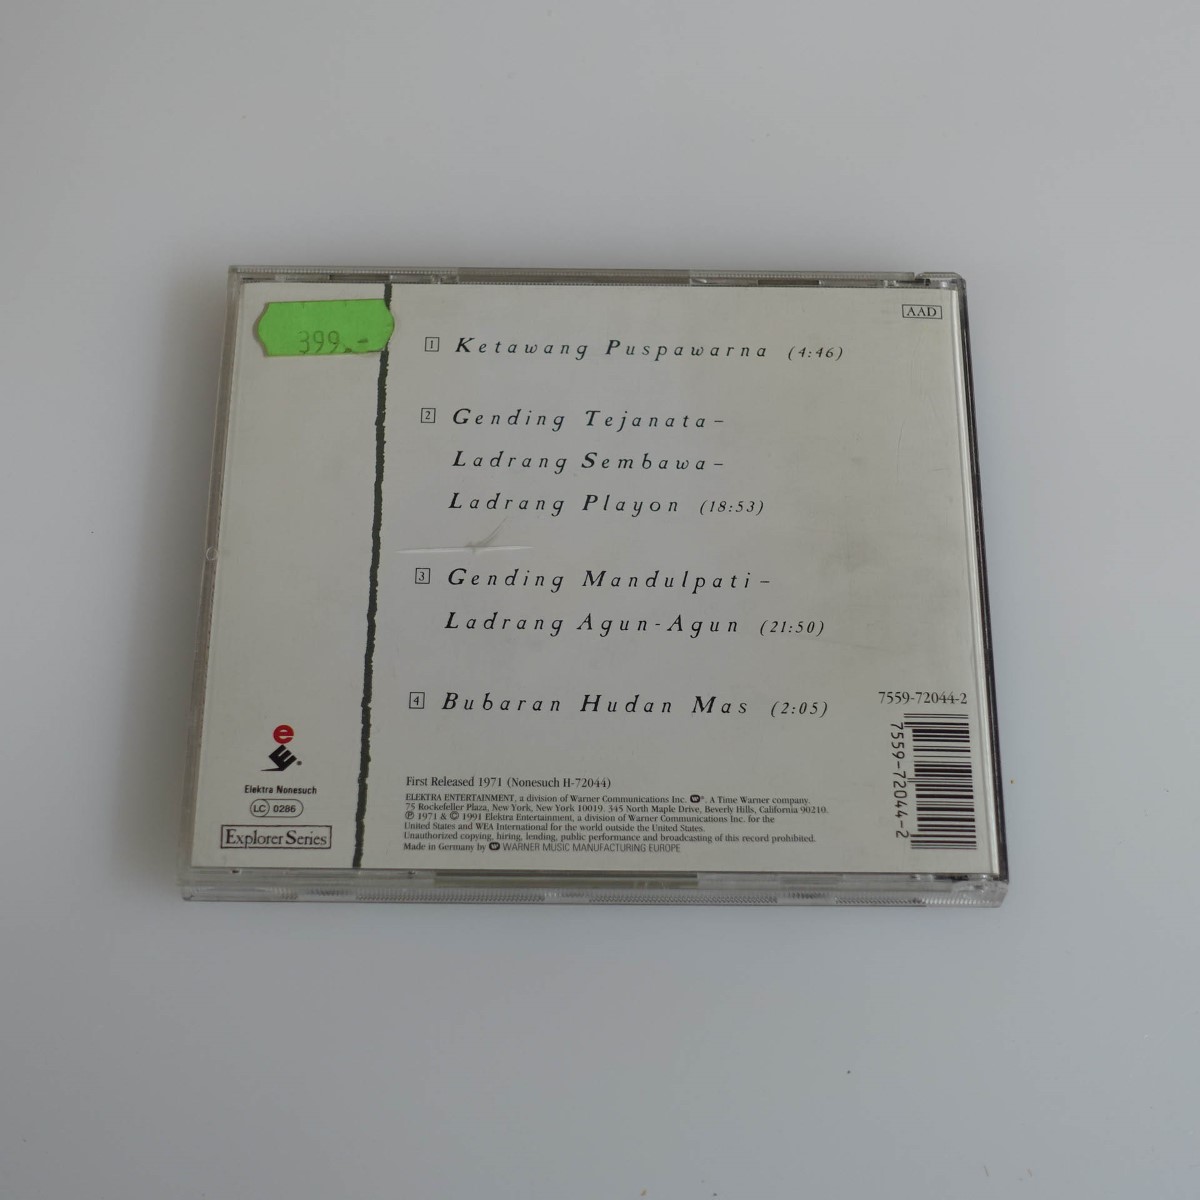 399.-
AAD
1 Ketawang Puspawarna (4:46)
2 Gending Tejanata–
Ladrang Sembawa–
Ladrang Playon (18:53)
3 Gending Mandulpati–
Ladrang Agun-Agun (21:50)
4 Bubaran Hudan Mas (2:05)
7559-72044-2
7559-72044-2
e
Elektra Nonesuch
LC 0286
Explorer Series
First Released 1971 (Nonesuch H-72044)
ELEKTRA ENTERTAINMENT, a division of Warner Communications Inc. ®. A Time Warner company.
75 Rockefeller Plaza, New York, New York 10019. 345 North Maple Drive, Beverly Hills, California 90210.
℗ 1971 & © 1991 Elektra Entertainment, a division of Warner Communications Inc. for the
United States and WEA International for the world outside the United States.
Unauthorized copying, hiring, lending, public performance and broadcasting of this record prohibited.
Made in Germany by WARNER MUSIC MANUFACTURING EUROPE